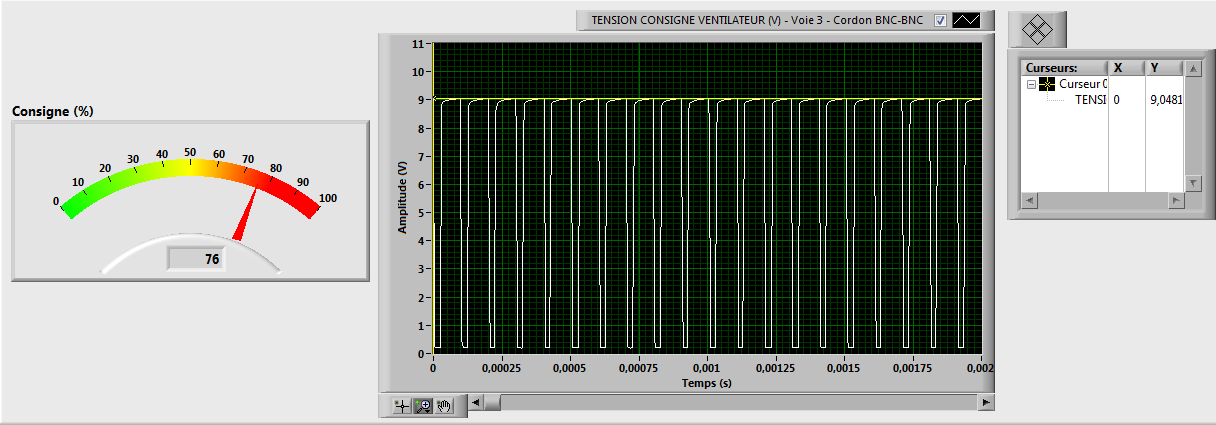 TENSION CONSIGNE VENTILATEUR (V) - Voie 3 - Cordon BNC-BNC
Consigne (%)
0 10 20 30 40 50 60 70 80 90 100
76
Amplitude (V)
11
10
9
8
7
6
5
4
3
2
1
0
0 0,00025 0,0005 0,00075 0,001 0,00125 0,0015 0,00175 0,002
Temps (s)
Curseurs: X Y
Curseur 0
TENSI 0 9,0481